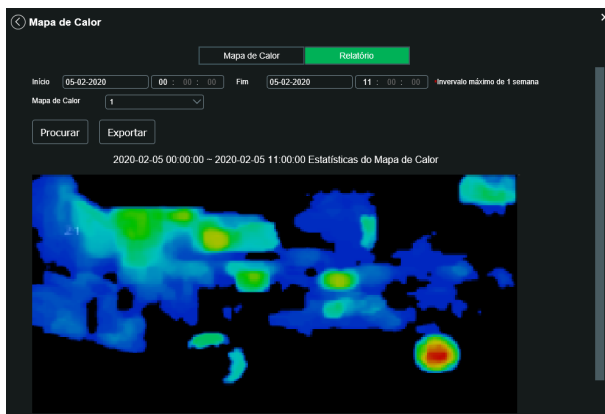 Mapa de Calor
Mapa de Calor Relatório
Início 05-02-2020 00 : 00 : 00 Fim 05-02-2020 11 : 00 : 00 *Invervalo máximo de 1 semana
Mapa de Calor 1
Procurar Exportar
2020-02-05 00:00:00 ~ 2020-02-05 11:00:00 Estatísticas do Mapa de Calor
21